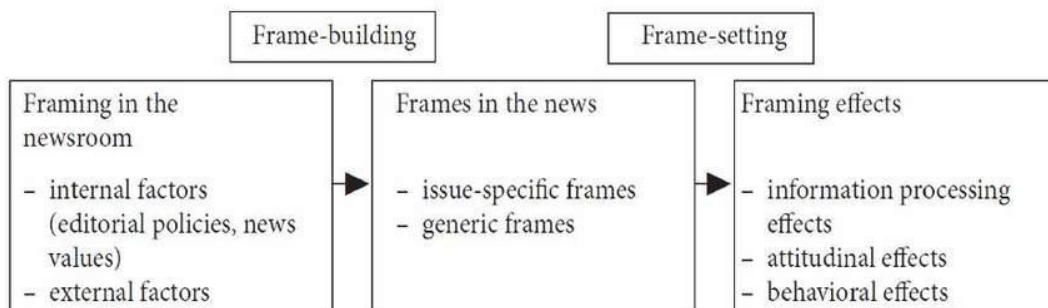 Frame-building
Frame-setting
Framing in the
newsroom
– internal factors
(editorial policies, news
values)
– external factors
Frames in the news
– issue-specific frames
– generic frames
Framing effects
– information processing
effects
– attitudinal effects
– behavioral effects